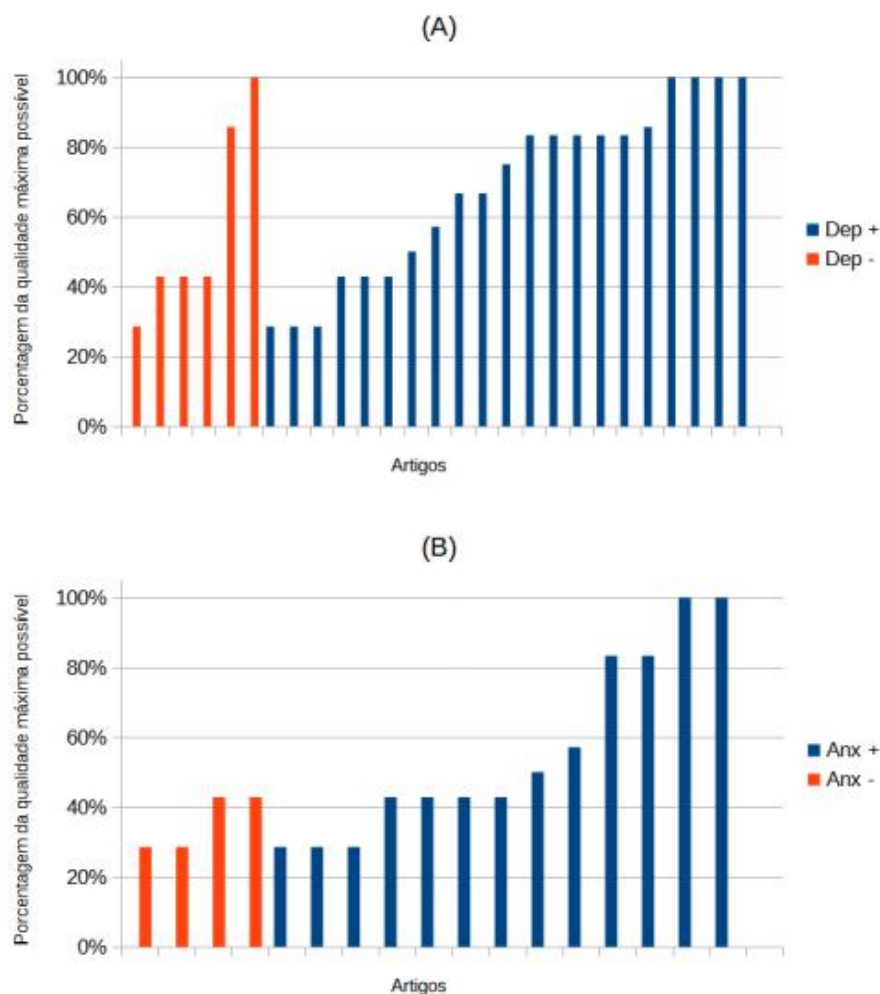 (A)
Porcentagem da qualidade máxima possível
100%
80%
60%
40%
20%
0%
Artigos
Dep +
Dep -
(B)
Porcentagem da qualidade máxima possível
100%
80%
60%
40%
20%
0%
Artigos
Anx +
Anx -